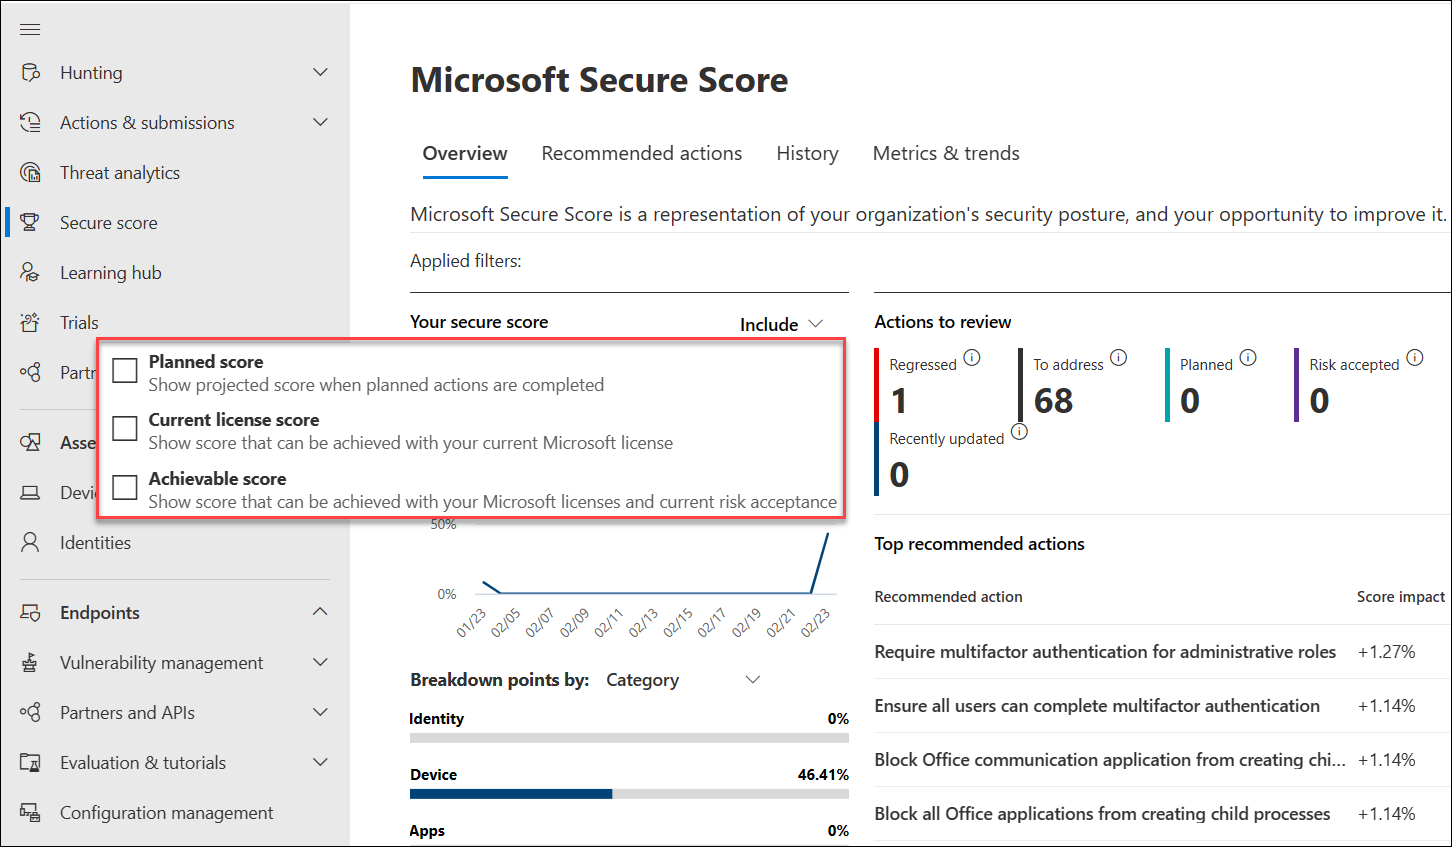 Hunting
Actions & submissions
Threat analytics
Secure score
Learning hub
Trials
Partn
Asse
Devi
Identities
Endpoints
Vulnerability management
Partners and APIs
Evaluation & tutorials
Configuration management
Microsoft Secure Score
Overview Recommended actions History Metrics & trends
Microsoft Secure Score is a representation of your organization's security posture, and your opportunity to improve it.
Applied filters:
Your secure score Include
Planned score
Show projected score when planned actions are completed
Current license score
Show score that can be achieved with your current Microsoft license
Achievable score
Show score that can be achieved with your Microsoft licenses and current risk acceptance
50%
0%
01/23 02/05 02/07 02/09 02/11 02/13 02/15 02/17 02/19 02/21 02/23
Breakdown points by: Category
Identity 0%
Device 46.41%
Apps 0%
Actions to review
Regressed To address Planned Risk accepted
1 68 0 0
Recently updated
0
Top recommended actions
Recommended action Score impact
Require multifactor authentication for administrative roles +1.27%
Ensure all users can complete multifactor authentication +1.14%
Block Office communication application from creating chi... +1.14%
Block all Office applications from creating child processes +1.14%